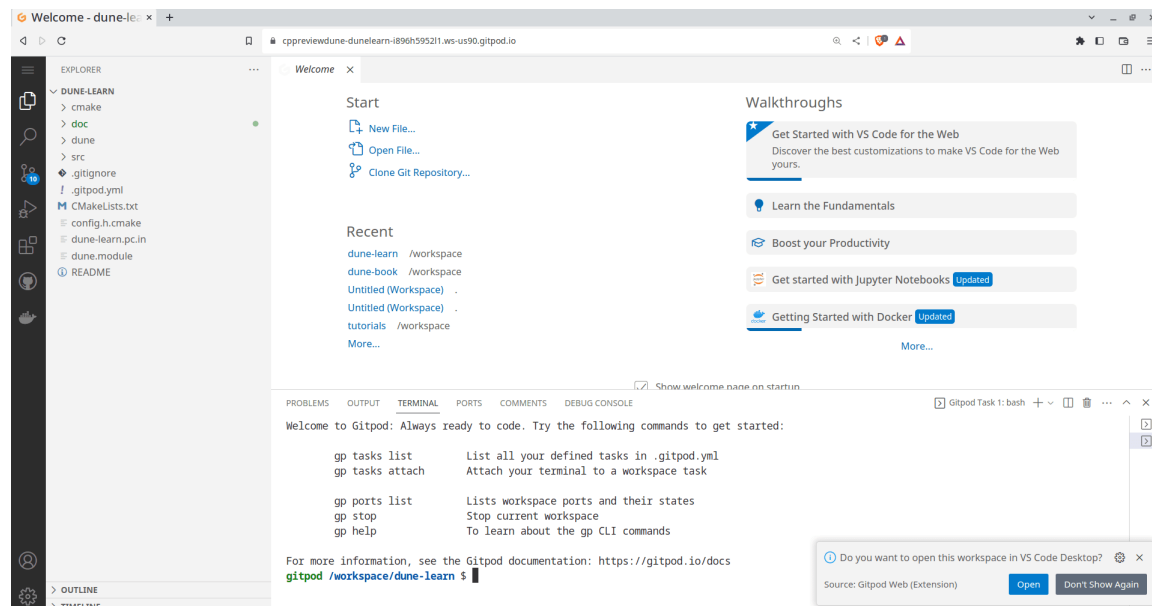 Welcome - dune-lea
cppreviewdune-dunelearn-i896h5952l1.ws-us90.gitpod.io
EXPLORER
Welcome
DUNE-LEARN
cmake
doc
dune
src
.gitignore
.gitpod.yml
CMakeLists.txt
config.h.cmake
dune-learn.pc.in
dune.module
README
10
OUTLINE
TIMELINE
Start
New File...
Open File...
Clone Git Repository...
Recent
dune-learn /workspace
dune-book /workspace
Untitled (Workspace) .
Untitled (Workspace) .
tutorials /workspace
More...
Walkthroughs
Get Started with VS Code for the Web
Discover the best customizations to make VS Code for the Web
yours.
Learn the Fundamentals
Boost your Productivity
Get started with Jupyter Notebooks Updated
Getting Started with Docker Updated
More...
Show welcome page on startup
PROBLEMS OUTPUT TERMINAL PORTS COMMENTS DEBUG CONSOLE
Gitpod Task 1: bash
Welcome to Gitpod: Always ready to code. Try the following commands to get started:
gp tasks list List all your defined tasks in .gitpod.yml
gp tasks attach Attach your terminal to a workspace task
gp ports list Lists workspace ports and their states
gp stop Stop current workspace
gp help To learn about the gp CLI commands
For more information, see the Gitpod documentation: https://gitpod.io/docs
gitpod /workspace/dune-learn $
Do you want to open this workspace in VS Code Desktop?
Source: Gitpod Web (Extension)
Open
Don't Show Again